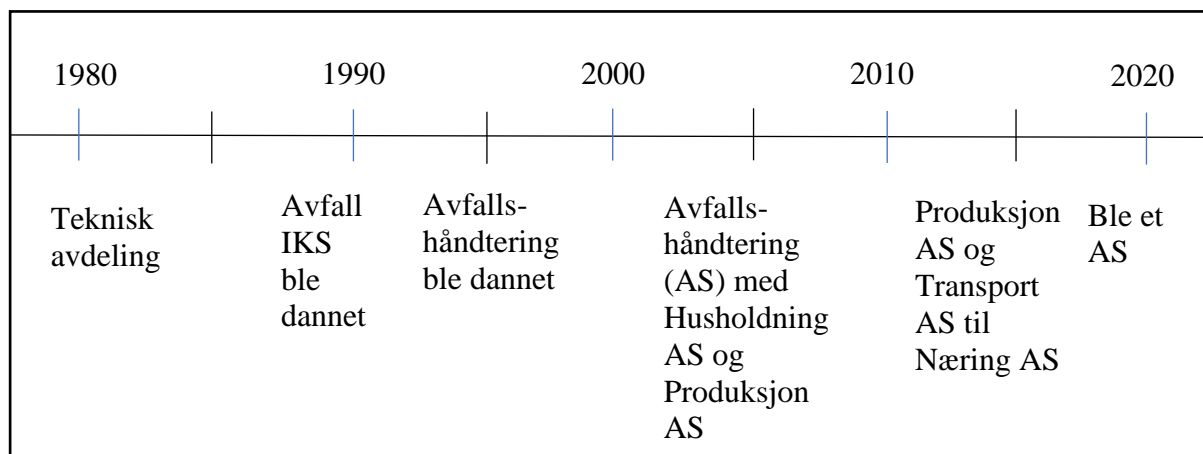 1980
1990
2000
2010
2020
Teknisk
avdeling
Avfall
IKS
ble
dannet
Avfalls-
håndtering
ble dannet
Avfalls-
håndtering
(AS) med
Husholdning
AS og
Produksjon
AS
Produksjon
AS og
Transport
AS til
Næring AS
Ble et
AS